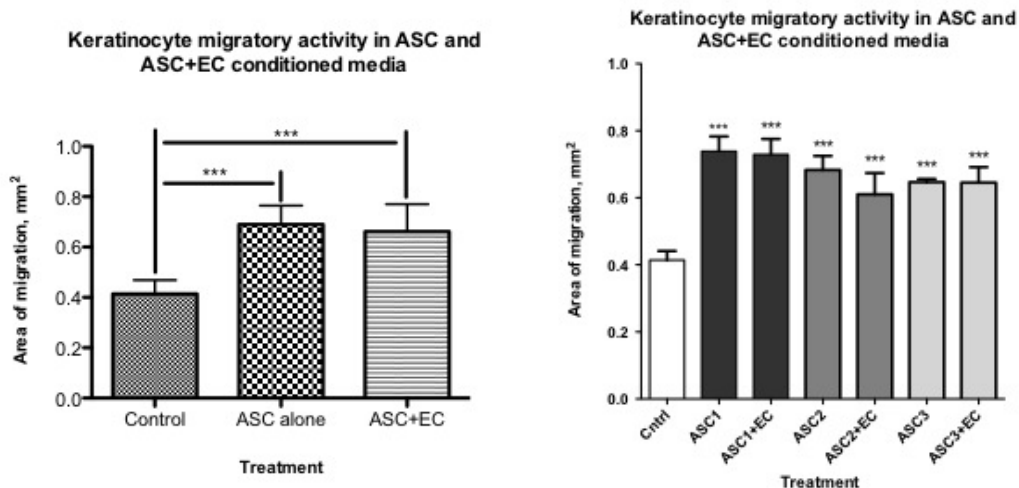 Keratinocyte migratory activity in ASC and
ASC+EC conditioned media
***
***
Area of migration, mm²
1.0
0.8
0.6
0.4
0.2
0.0
Control
ASC alone
ASC+EC
Treatment
Keratinocyte migratory activity in ASC and
ASC+EC conditioned media
Area of migration, mm²
1.0
0.8
0.6
0.4
0.2
0.0
***
***
***
***
***
***
Cntrl
ASC1
ASC1+EC
ASC2
ASC2+EC
ASC3
ASC3+EC
Treatment